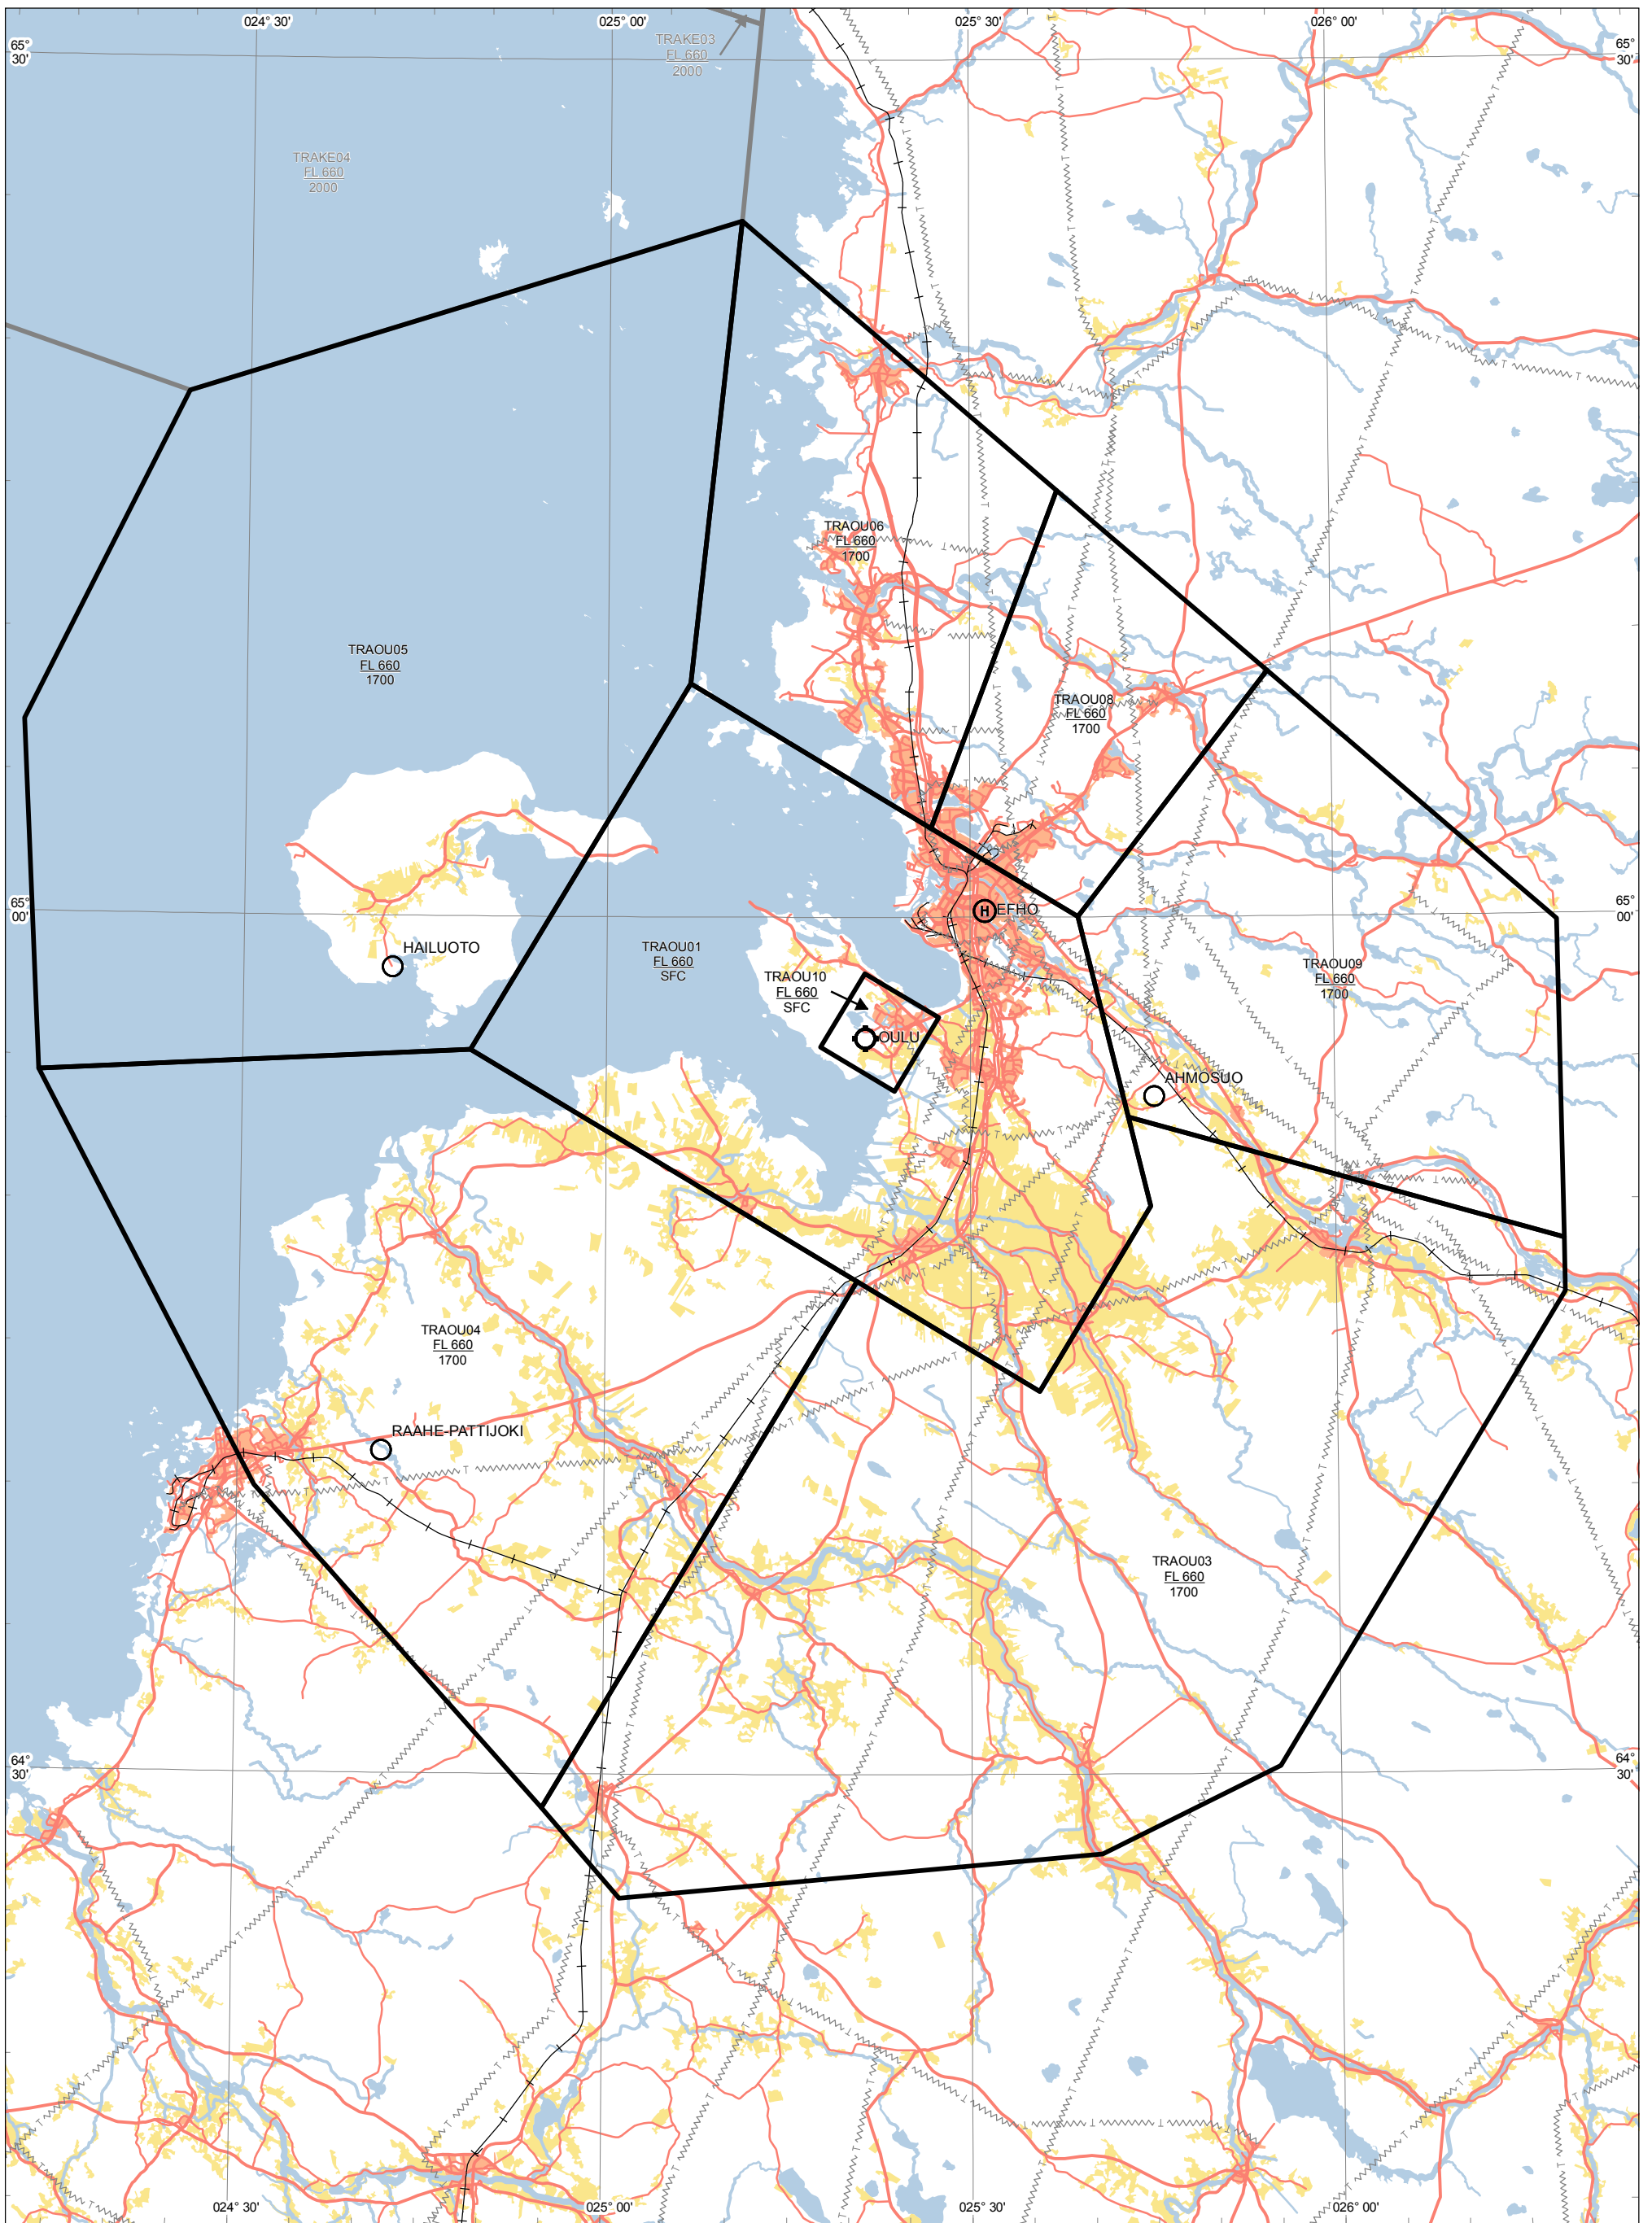 024° 30'
025° 00'
025° 30'
026° 00'
65°
30'
65°
30'
TRAKE03
FL 660
2000
TRAKE04
FL 660
2000
TRAOU06
FL 660
1700
TRAOU05
FL 660
1700
TRAOU08
FL 660
1700
65°
00'
65°
00'
H EFHO
HAILUOTO
TRAOU01
FL 660
SFC
TRAOU10
FL 660
SFC
TRAOU09
FL 660
1700
OULU
AHMOSUO
TRAOU04
FL 660
1700
RAAHE-PATTIJOKI
TRAOU03
FL 660
1700
64°
30'
64°
30'
024° 30'
025° 00'
025° 30'
026° 00'